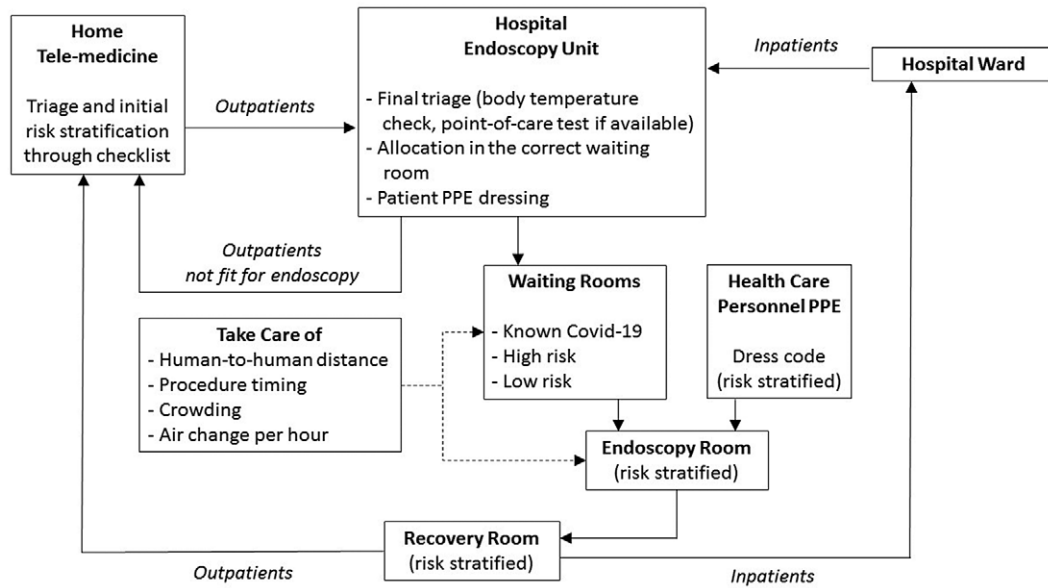 Home
Tele-medicine
Triage and initial
risk stratification
through checklist
Outpatients
Hospital
Endoscopy Unit
- Final triage (body temperature
check, point-of-care test if available)
- Allocation in the correct waiting
room
- Patient PPE dressing
Inpatients
Hospital Ward
Outpatients
not fit for endoscopy
Waiting Rooms
- Known Covid-19
- High risk
- Low risk
Health Care
Personnel PPE
Dress code
(risk stratified)
Take Care of
- Human-to-human distance
- Procedure timing
- Crowding
- Air change per hour
Endoscopy Room
(risk stratified)
Recovery Room
(risk stratified)
Outpatients
Inpatients